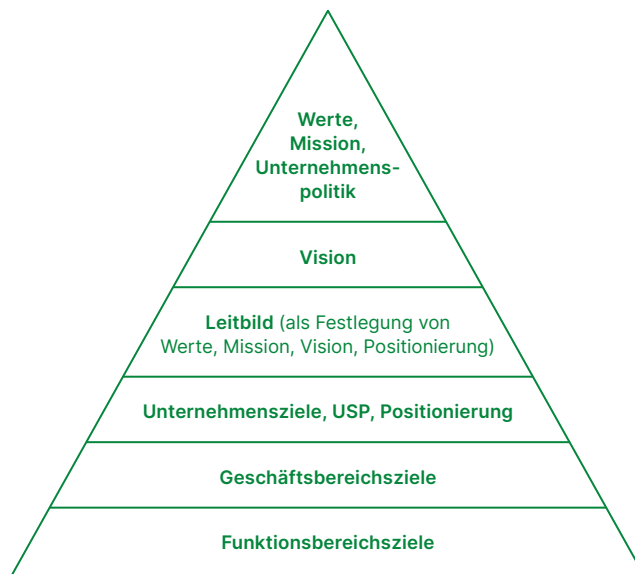 Werte,
Mission,
Unternehmens-
politik
Vision
Leitbild (als Festlegung von
Werte, Mission, Vision, Positionierung)
Unternehmensziele, USP, Positionierung
Geschäftsbereichsziele
Funktionsbereichsziele